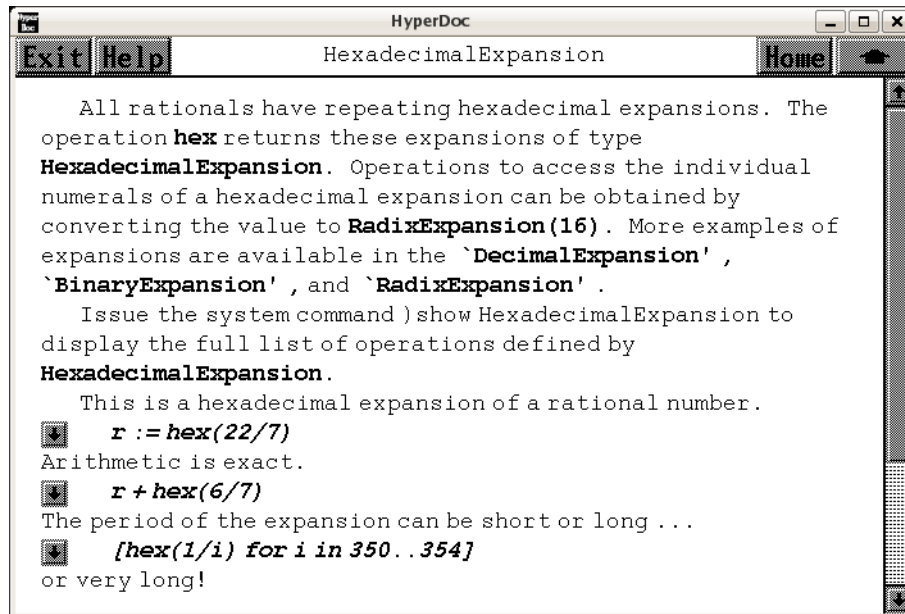 Hyper Doc HyperDoc
Exit Help HexadecimalExpansion Home
All rationals have repeating hexadecimal expansions. The
operation hex returns these expansions of type
HexadecimalExpansion. Operations to access the individual
numerals of a hexadecimal expansion can be obtained by
converting the value to RadixExpansion(16). More examples of
expansions are available in the `DecimalExpansion' ,
`BinaryExpansion' , and `RadixExpansion' .
Issue the system command )show HexadecimalExpansion to
display the full list of operations defined by
HexadecimalExpansion.
This is a hexadecimal expansion of a rational number.
r := hex(22/7)
Arithmetic is exact.
r + hex(6/7)
The period of the expansion can be short or long ...
[hex(1/i) for i in 350..354]
or very long!